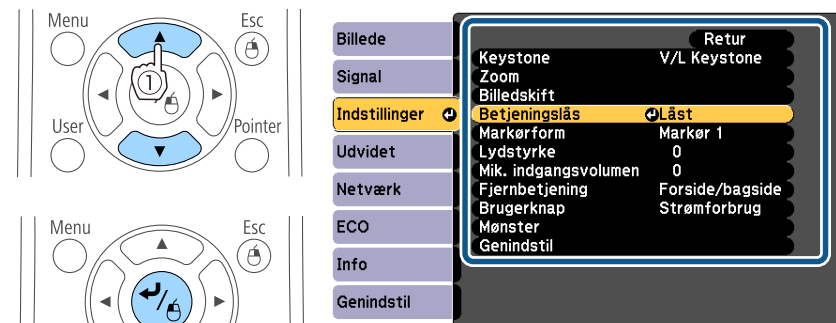 Menu
Esc
1
User
Pointer
Menu
Esc
Billede
Signal
Indstillinger
Udvidet
Netværk
ECO
Info
Genindstil
Retur
Keystone V/L Keystone
Zoom
Billedskift
Betjeningslås Låst
Markørform Markør 1
Lydstyrke 0
Mik. indgangsvolumen 0
Fjernbetjening Forside/bagside
Brugerknap Strømforbrug
Mønster
Genindstil